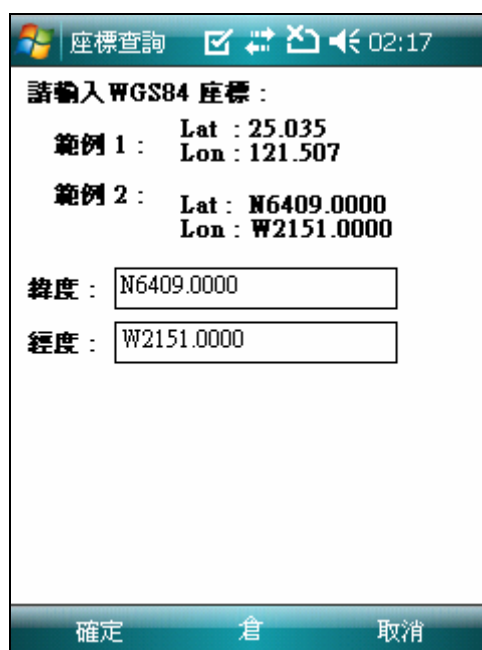 座標查詢 02:17
請輸入WGS84 座標：
範例 1： Lat : 25.035
Lon : 121.507
範例 2： Lat : N6409.0000
Lon : W2151.0000
緯度： N6409.0000
經度： W2151.0000
確定 倉 取消